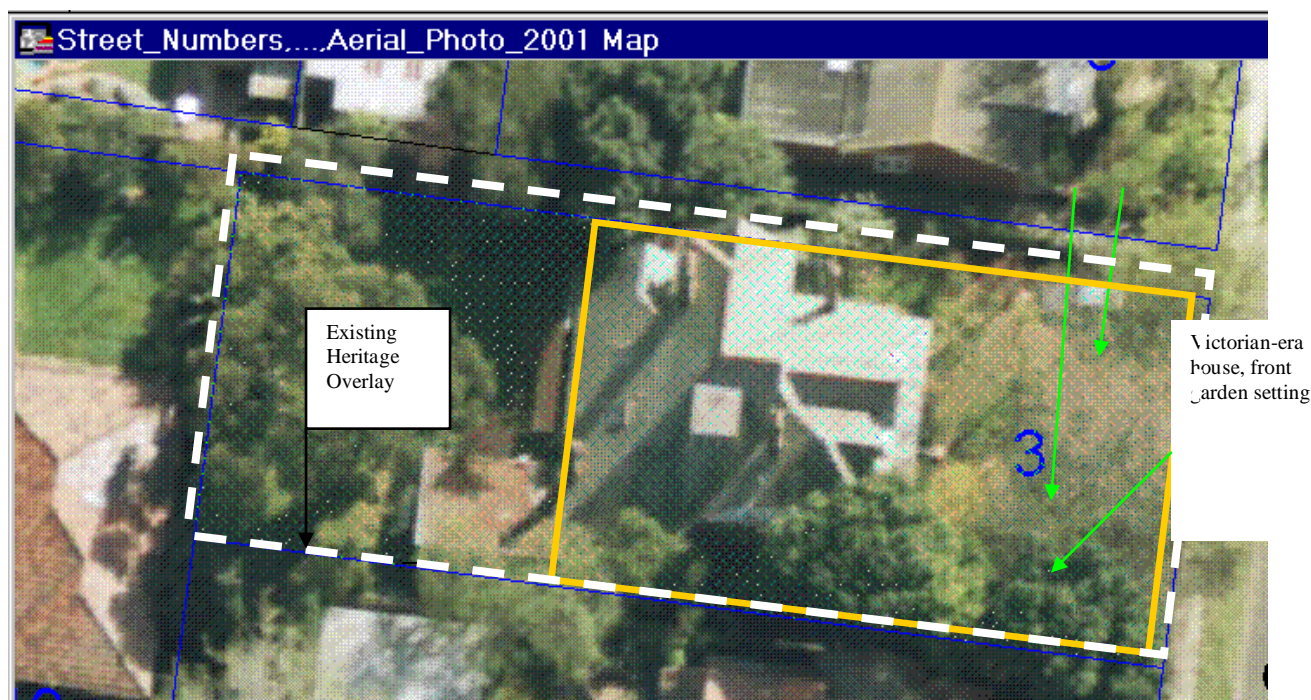 Street_Numbers,...,Aerial_Photo_2001 Map
Existing
Heritage
Overlay
Victorian-era
house, front
garden setting
3